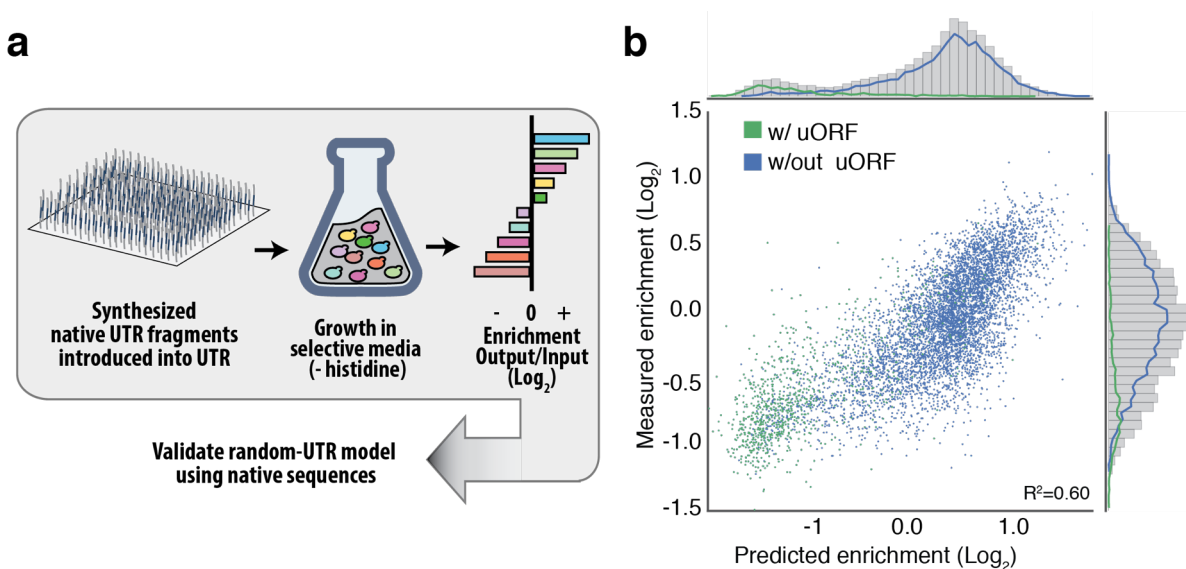 a
Synthesized
native UTR fragments
introduced into UTR
Growth in
selective media
(- histidine)
- 0 +
Enrichment
Output/Input
(Log2)
Validate random-UTR model
using native sequences
b
w/ uORF
w/out uORF
1.5
1.0
0.5
0.0
-0.5
-1.0
-1.5
Measured enrichment (Log2)
R²=0.60
-1 0.0 1.0
Predicted enrichment (Log2)